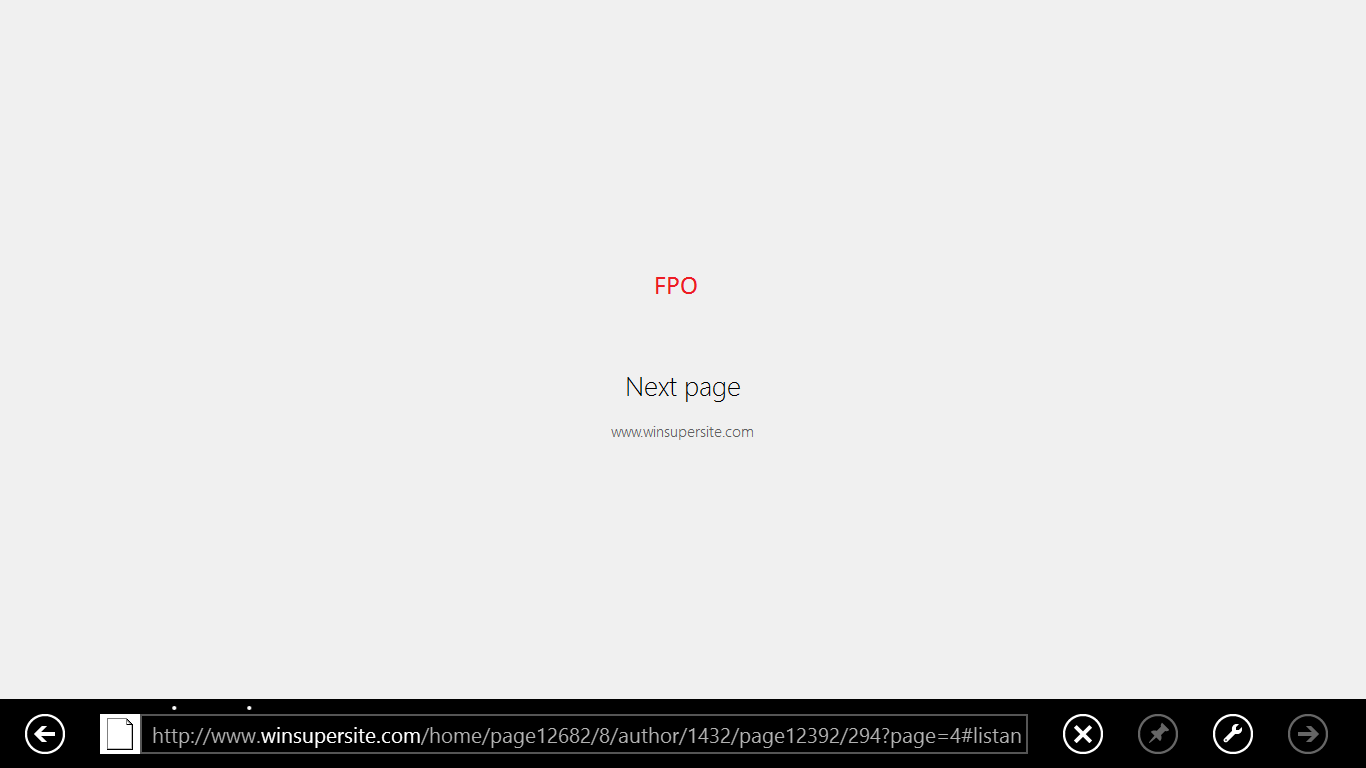 FPO
Next page
www.winsupersite.com
http://www.winsupersite.com/home/page12682/8/author/1432/page12392/294?page=4#listan